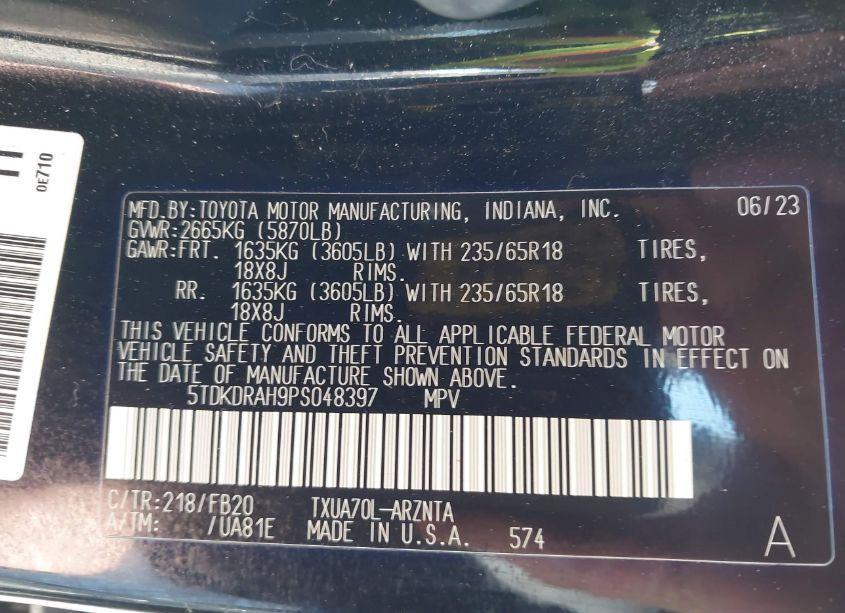 0E710
MFD.BY:TOYOTA MOTOR MANUFACTURING, INDIANA, INC. 06/23
GVWR:2665KG (5870LB)
GAWR:FRT. 1635KG (3605LB) WITH 235/65R18 TIRES,
18X8J RIMS.
RR. 1635KG (3605LB) WITH 235/65R18 TIRES,
18X8J RIMS.
THIS VEHICLE CONFORMS TO ALL APPLICABLE FEDERAL MOTOR
VEHICLE SAFETY AND THEFT PREVENTION STANDARDS IN EFFECT ON
THE DATE OF MANUFACTURE SHOWN ABOVE.
5TDKDRAH9PS048397 MPV
C/TR:218/FB20 TXUA70L-ARZNTA
A/TM: /UA81E MADE IN U.S.A. 574 A